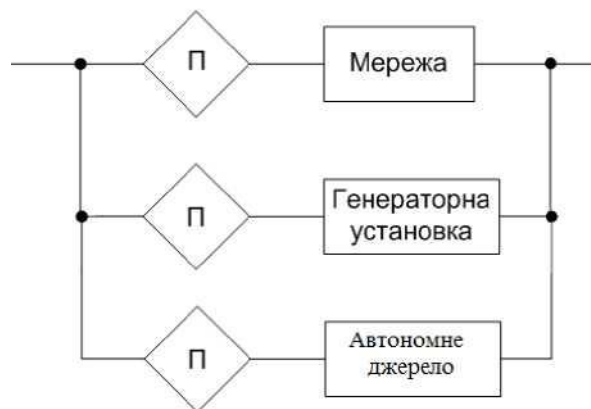 П
Мережа
П
Генераторна
установка
П
Автономне
джерело